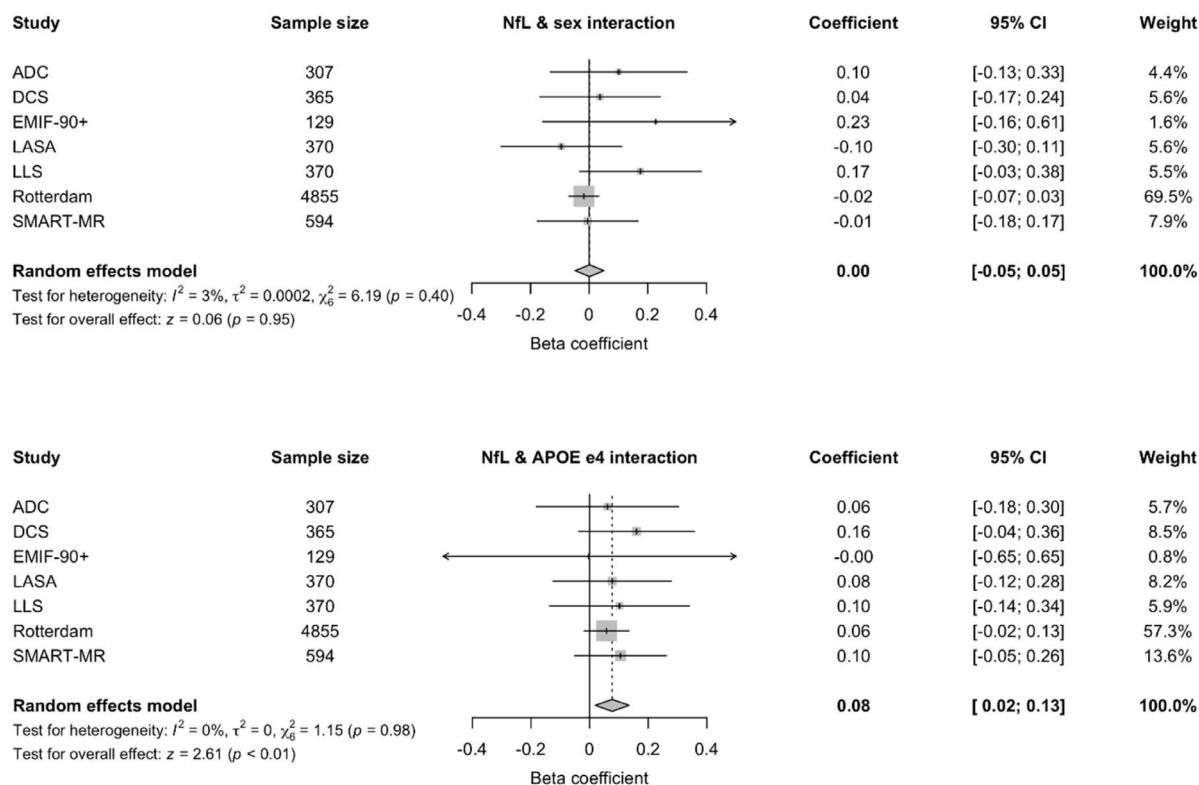 Study Sample size NfL & sex interaction Coefficient 95% CI Weight
ADC 307 0.10 [-0.13; 0.33] 4.4%
DCS 365 0.04 [-0.17; 0.24] 5.6%
EMIF-90+ 129 0.23 [-0.16; 0.61] 1.6%
LASA 370 -0.10 [-0.30; 0.11] 5.6%
LLS 370 0.17 [-0.03; 0.38] 5.5%
Rotterdam 4855 -0.02 [-0.07; 0.03] 69.5%
SMART-MR 594 -0.01 [-0.18; 0.17] 7.9%
Random effects model 0.00 [-0.05; 0.05] 100.0%
Test for heterogeneity: I² = 3%, τ² = 0.0002, χ²₆ = 6.19 (p = 0.40)
Test for overall effect: z = 0.06 (p = 0.95)
-0.4 -0.2 0 0.2 0.4
Beta coefficient
Study Sample size NfL & APOE e4 interaction Coefficient 95% CI Weight
ADC 307 0.06 [-0.18; 0.30] 5.7%
DCS 365 0.16 [-0.04; 0.36] 8.5%
EMIF-90+ 129 -0.00 [-0.65; 0.65] 0.8%
LASA 370 0.08 [-0.12; 0.28] 8.2%
LLS 370 0.10 [-0.14; 0.34] 5.9%
Rotterdam 4855 0.06 [-0.02; 0.13] 57.3%
SMART-MR 594 0.10 [-0.05; 0.26] 13.6%
Random effects model 0.08 [ 0.02; 0.13] 100.0%
Test for heterogeneity: I² = 0%, τ² = 0, χ²₆ = 1.15 (p = 0.98)
Test for overall effect: z = 2.61 (p < 0.01)
-0.4 -0.2 0 0.2 0.4
Beta coefficient